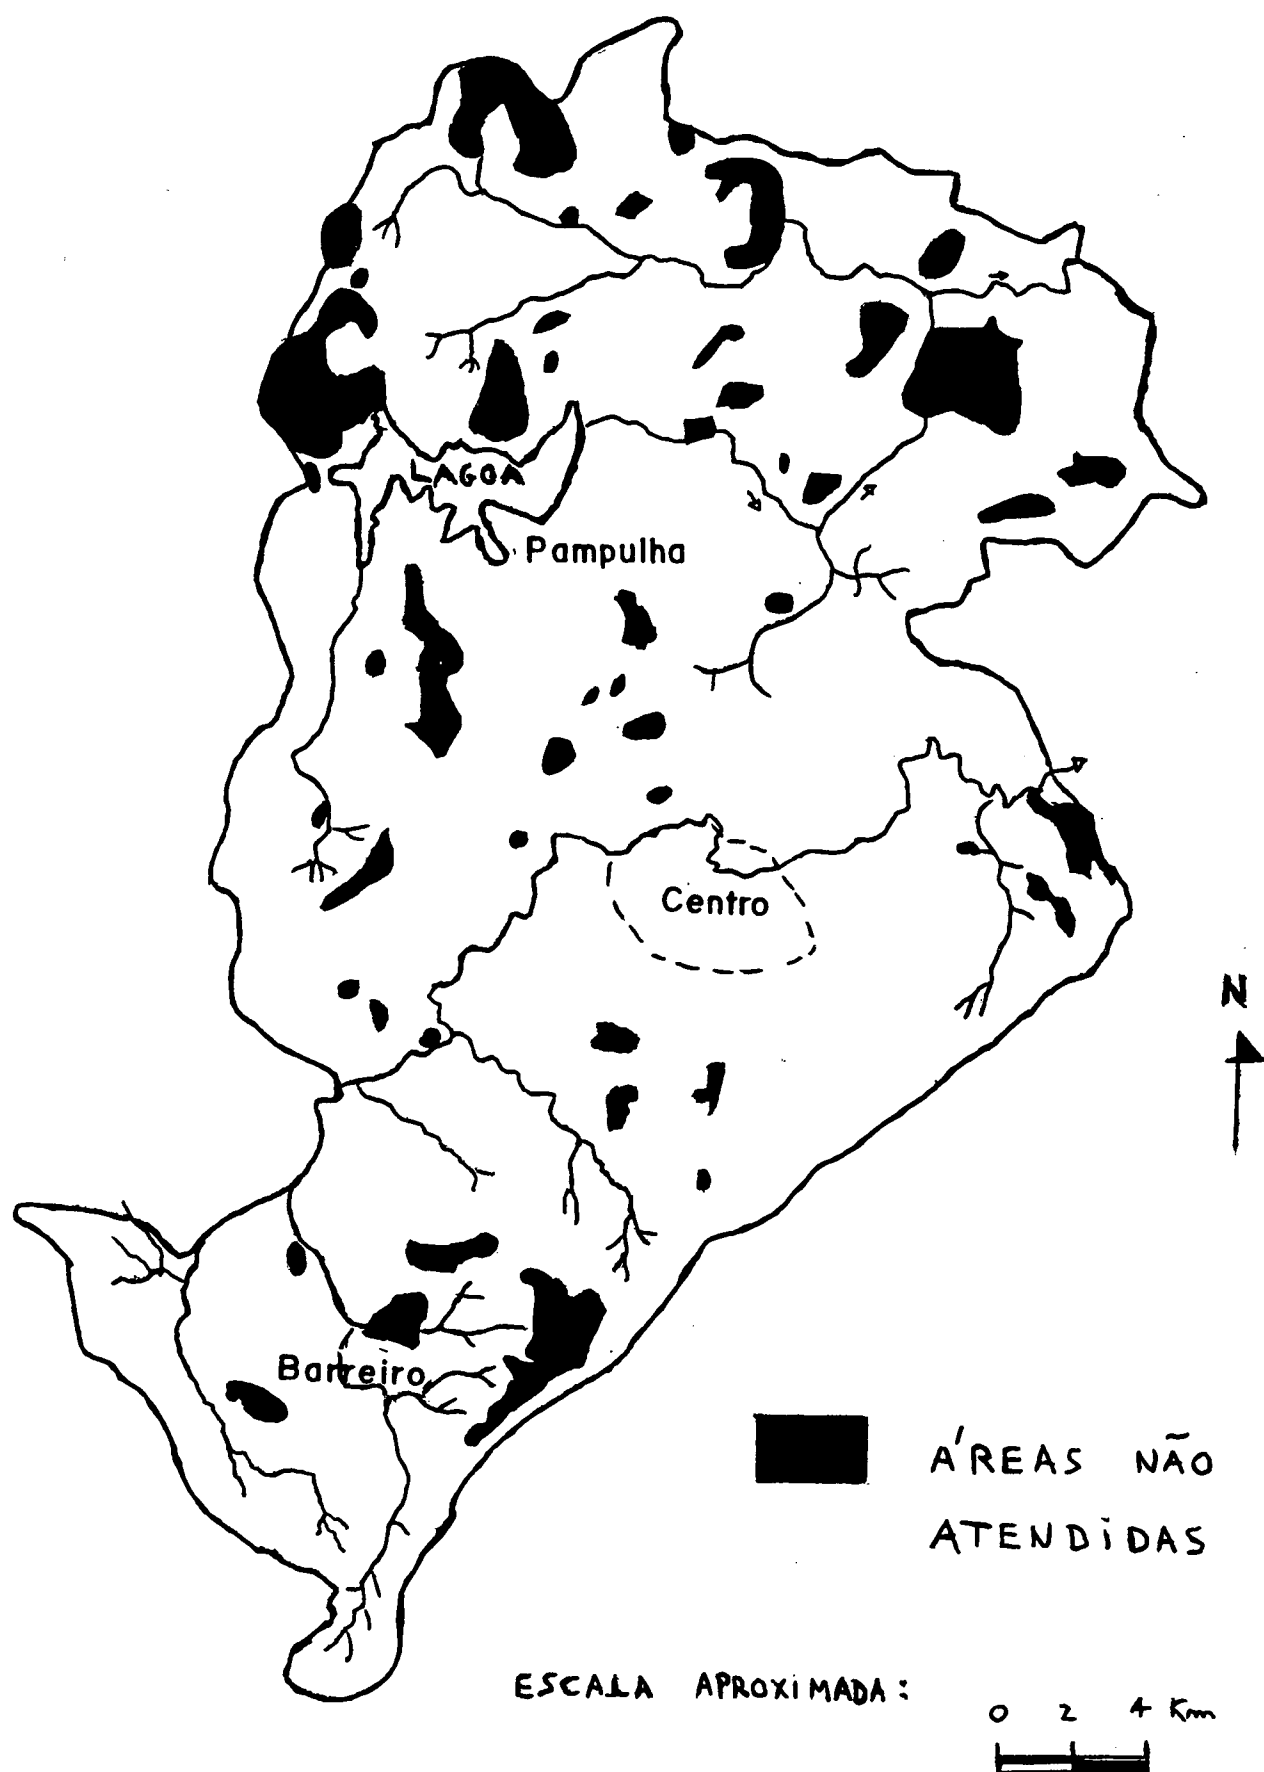 LAGOA
Pampulha
Centro
N
Barreiro
ÁREAS NÃO
ATENDIDAS
ESCALA APROXIMADA:
0 2 4 Km